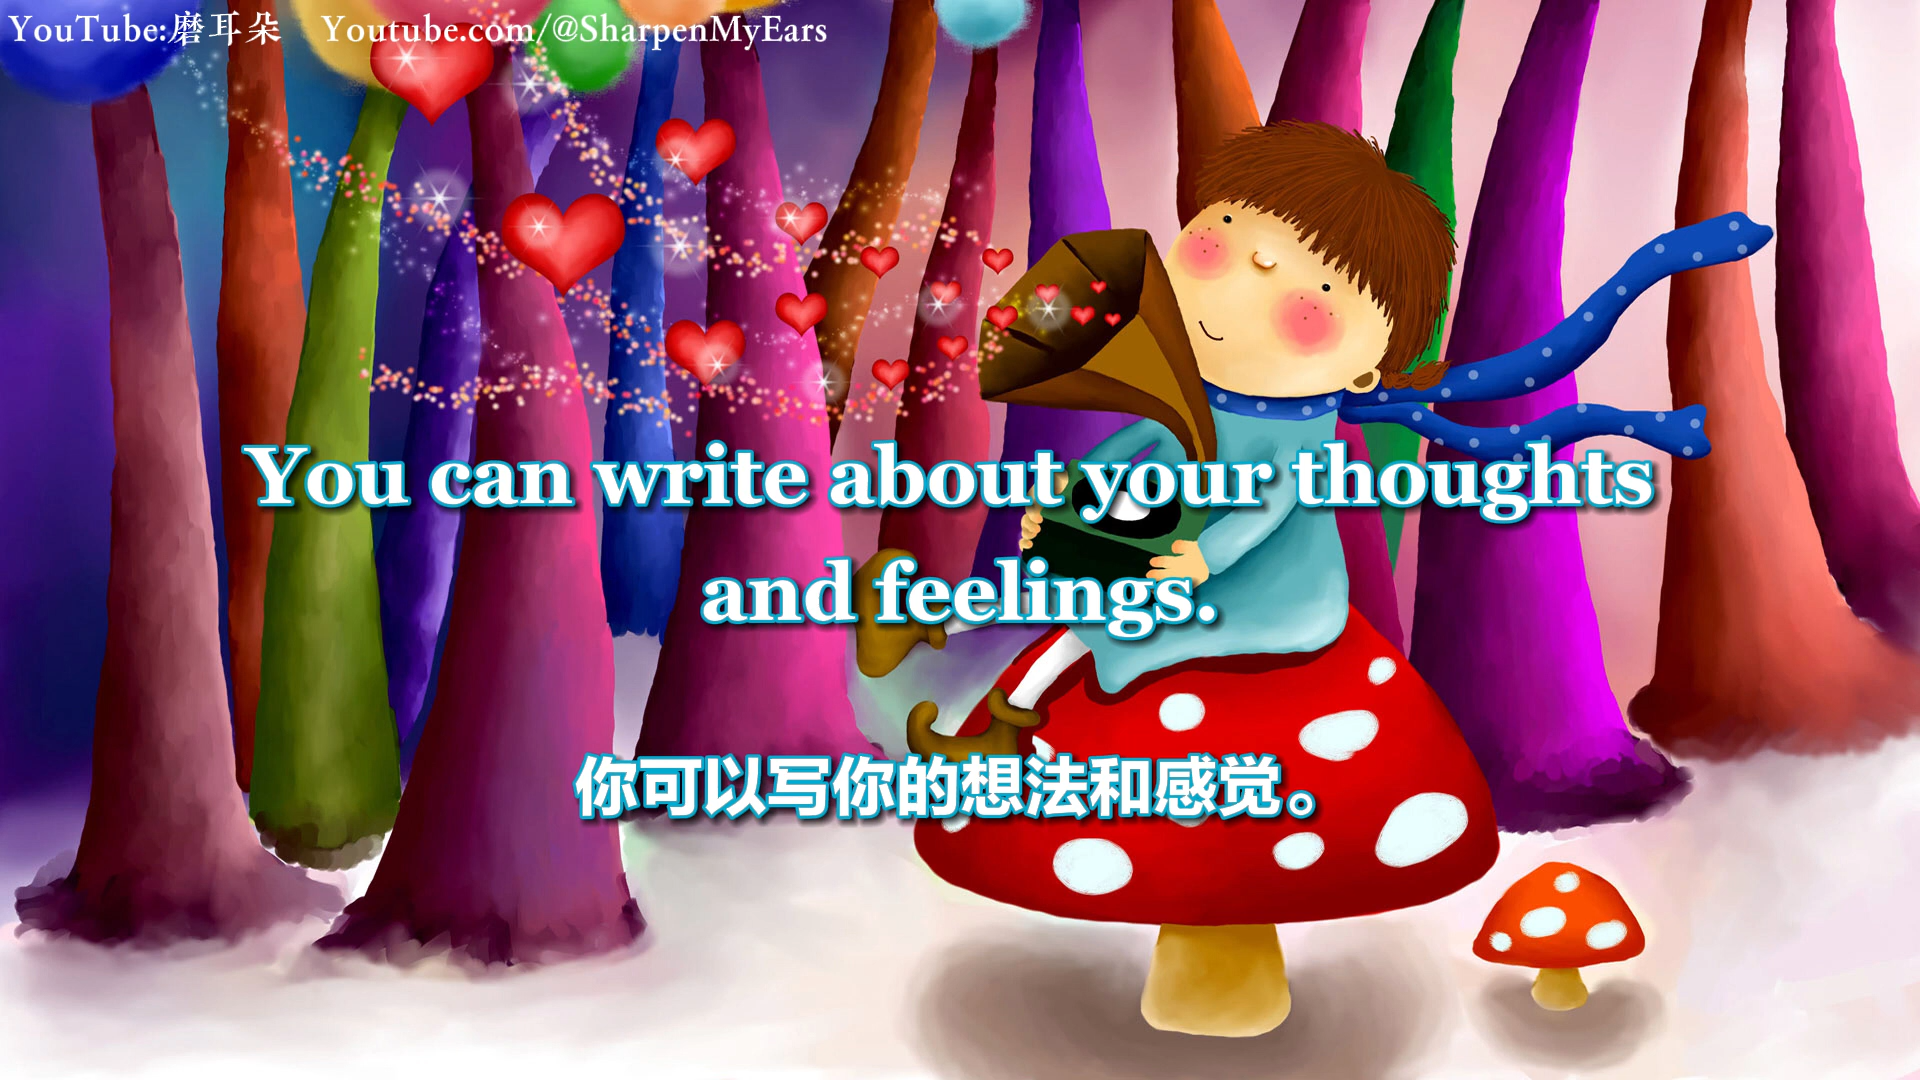 YouTube:磨耳朵 Youtube.com/@SharpenMyEars
You can write about your thoughts
and feelings.
你可以写你的想法和感觉。